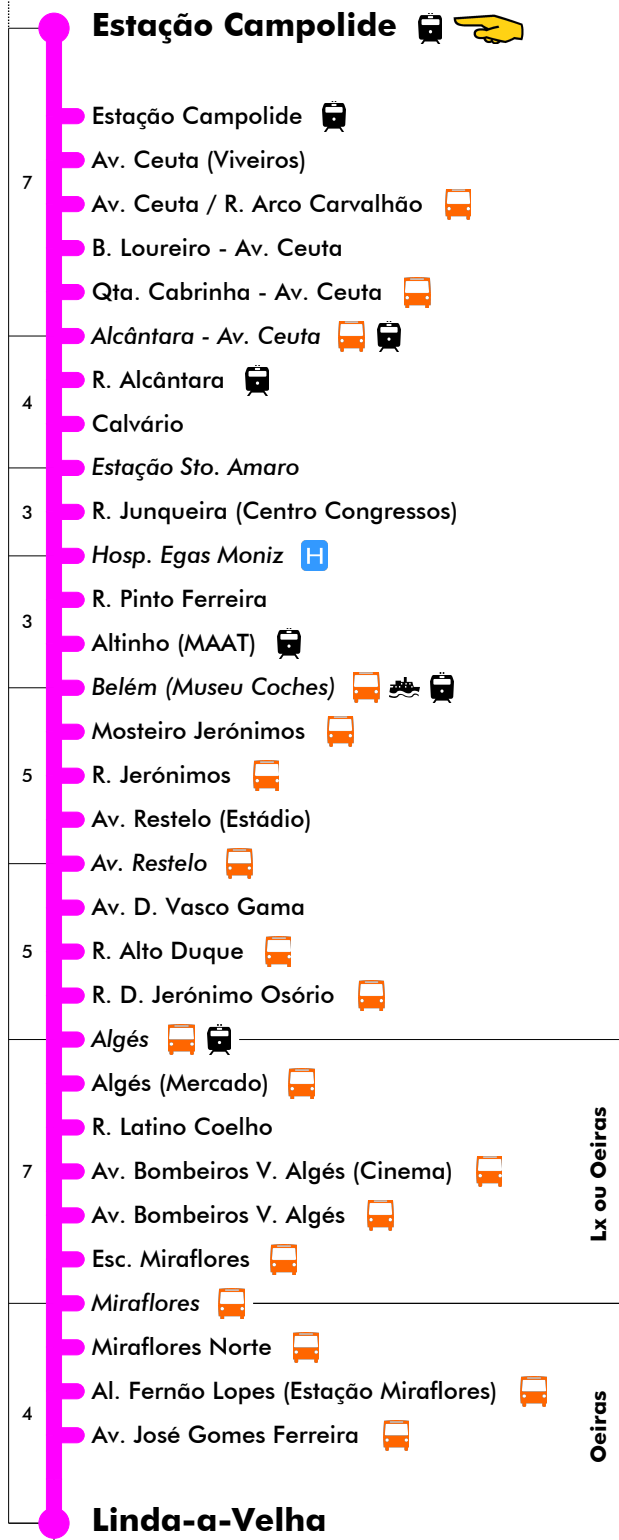 Estação Campolide
Estação Campolide
Av. Ceuta (Viveiros)
7
Av. Ceuta / R. Arco Carvalhão
B. Loureiro - Av. Ceuta
Qta. Cabrinha - Av. Ceuta
Alcântara - Av. Ceuta
R. Alcântara
4
Calvário
Estação Sto. Amaro
3
R. Junqueira (Centro Congressos)
Hosp. Egas Moniz
H
R. Pinto Ferreira
3
Altinho (MAAT)
Belém (Museu Coches)
Mosteiro Jerónimos
5
R. Jerónimos
Av. Restelo (Estádio)
Av. Restelo
Av. D. Vasco Gama
5
R. Alto Duque
R. D. Jerónimo Osório
Algés
Algés (Mercado)
R. Latino Coelho
7
Av. Bombeiros V. Algés (Cinema)
Lx ou Oeiras
Av. Bombeiros V. Algés
Esc. Miraflores
Miraflores
Miraflores Norte
Al. Fernão Lopes (Estação Miraflores)
4
Oeiras
Av. José Gomes Ferreira
Linda-a-Velha